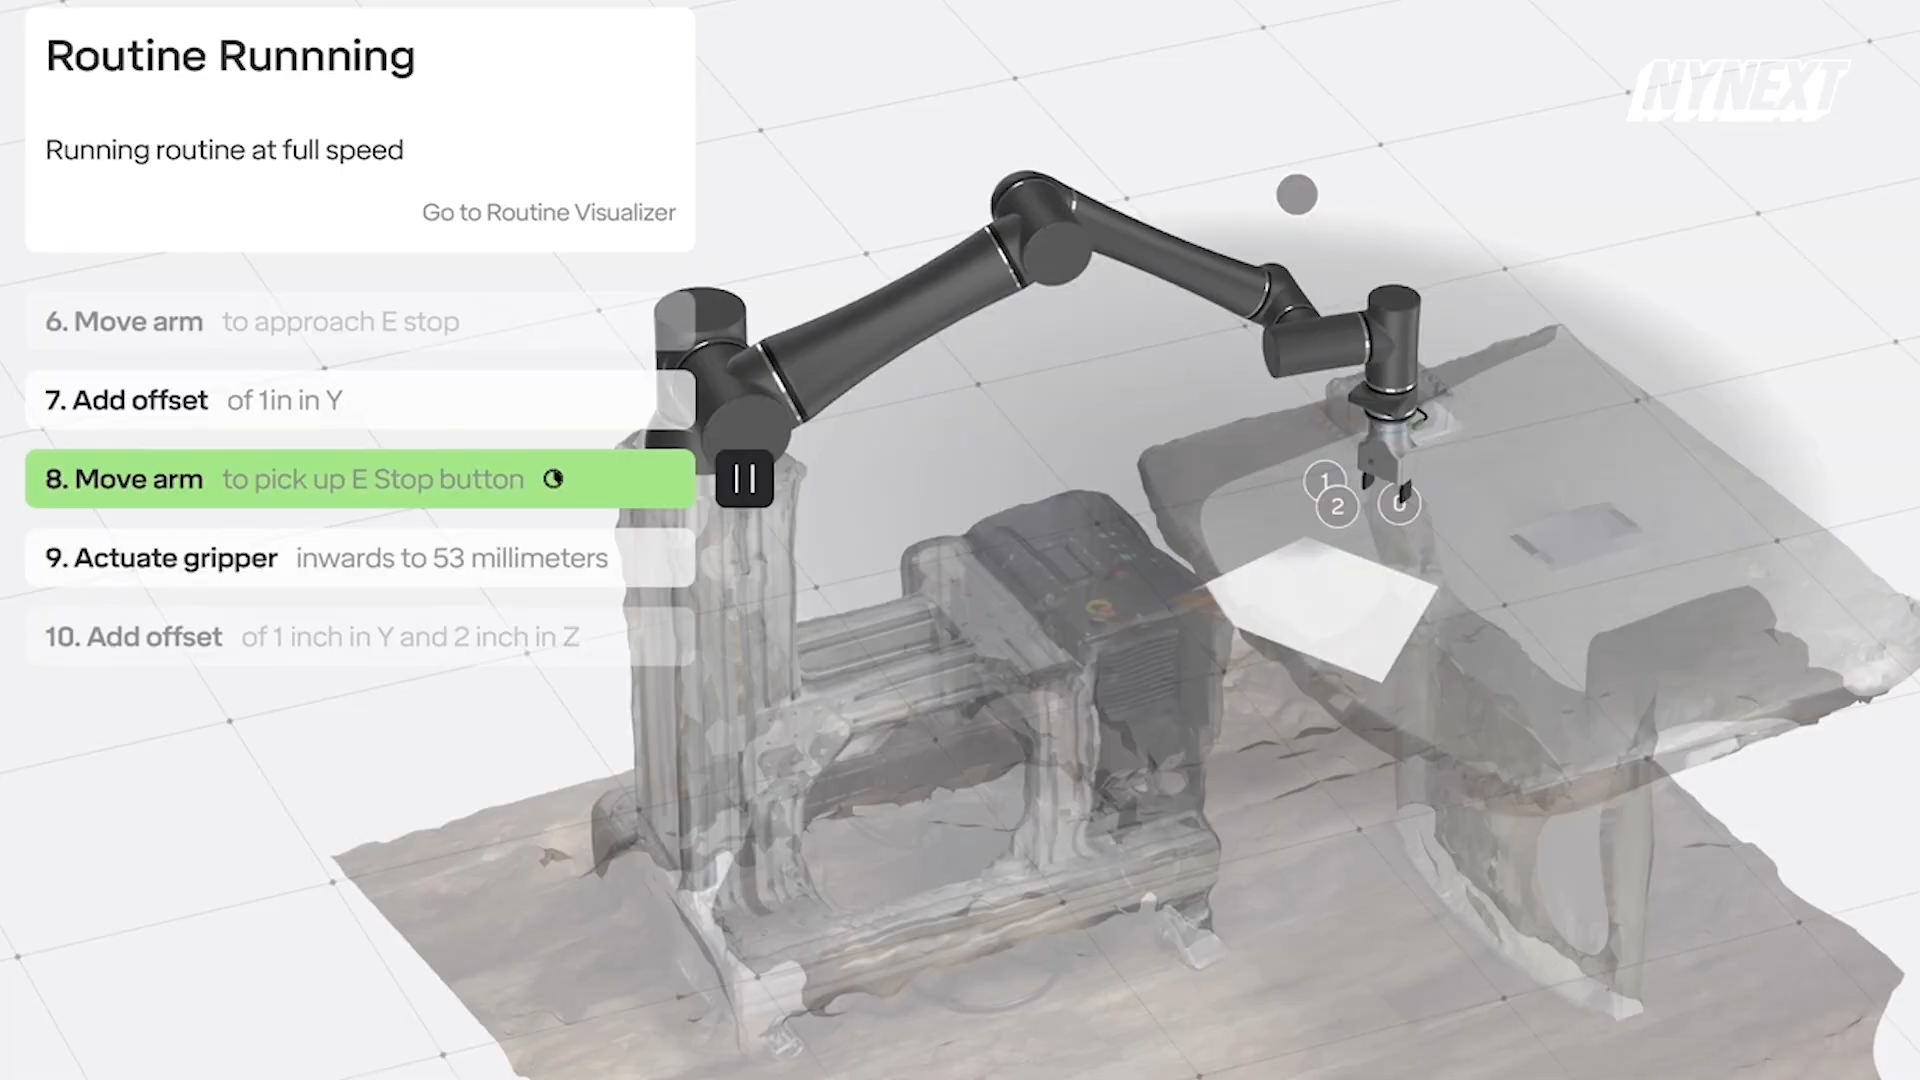 Routine Runnning
NYNEXT
Running routine at full speed
Go to Routine Visualizer
6. Move arm to approach E stop
7. Add offset of 1in in Y
8. Move arm to pick up E Stop button
9. Actuate gripper inwards to 53 millimeters
10. Add offset of 1 inch in Y and 2 inch in Z
1
2